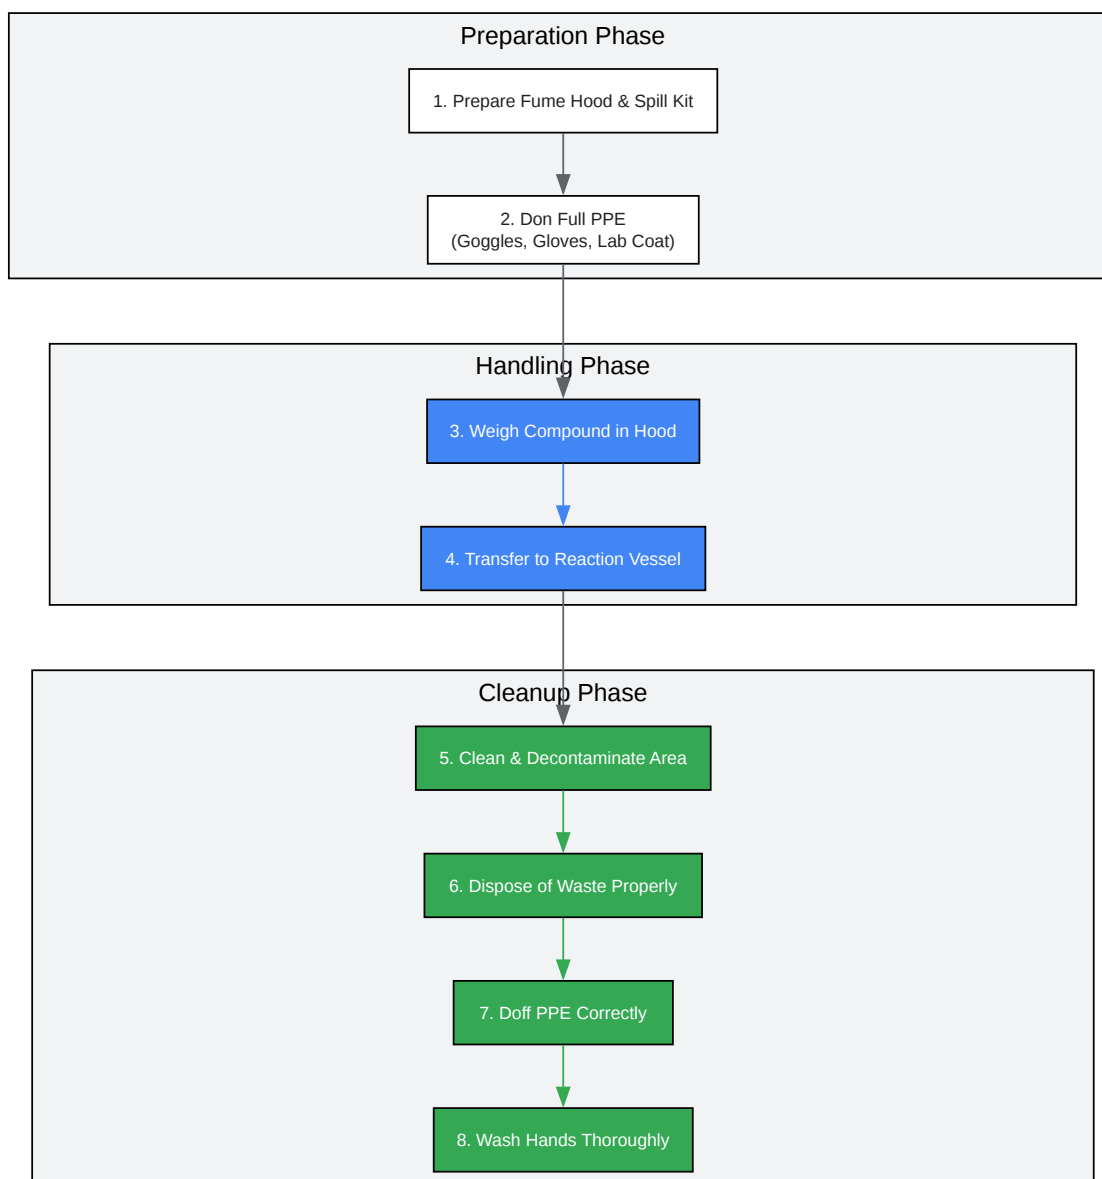 Preparation Phase
1. Prepare Fume Hood & Spill Kit
2. Don Full PPE
(Goggles, Gloves, Lab Coat)
Handling Phase
3. Weigh Compound in Hood
4. Transfer to Reaction Vessel
Cleanup Phase
5. Clean & Decontaminate Area
6. Dispose of Waste Properly
7. Doff PPE Correctly
8. Wash Hands Thoroughly